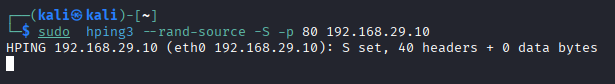 ┌──(kali㉿kali)-[~]
└─$ sudo  hping3 --rand-source -S -p 80 192.168.29.10
HPING 192.168.29.10 (eth0 192.168.29.10): S set, 40 headers + 0 data bytes